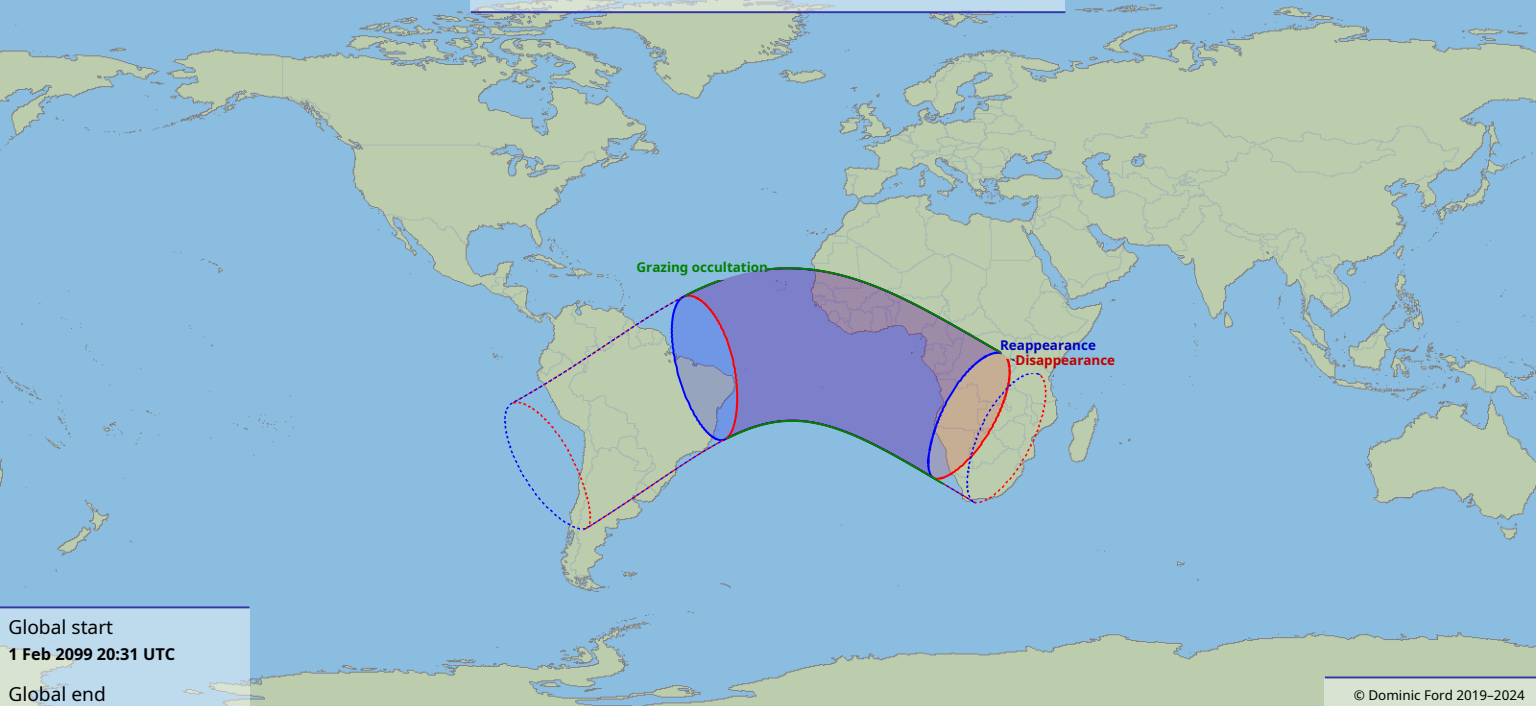 Grazing occultation
Reappearance
Disappearance
Global start
1 Feb 2099 20:31 UTC
Global end
© Dominic Ford 2019–2024